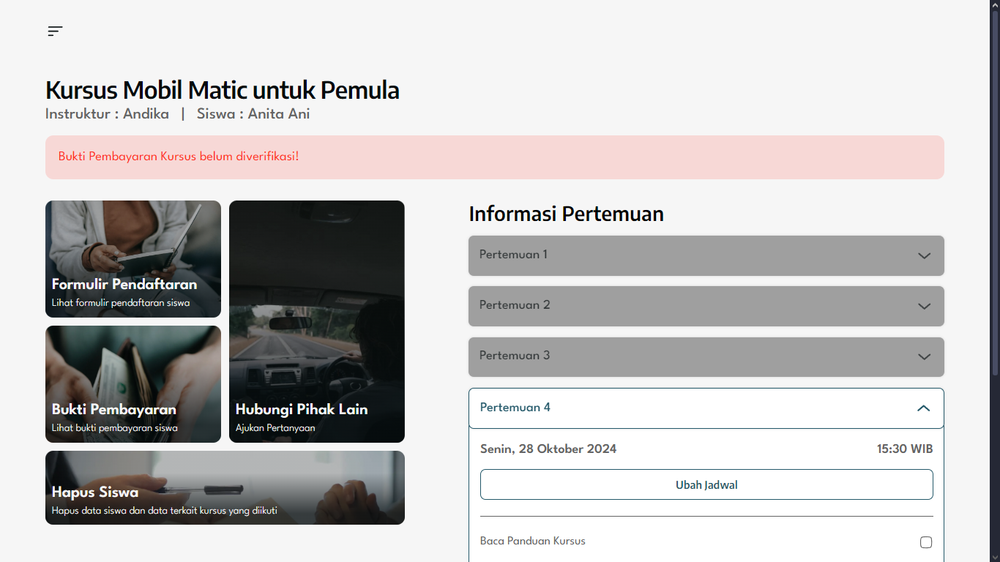 Kursus Mobil Matic untuk Pemula
Instruktur : Andika | Siswa : Anita Ani
Bukti Pembayaran Kursus belum diverifikasi!
Formulir Pendaftaran
Lihat formulir pendaftaran siswa
Bukti Pembayaran
Lihat bukti pembayaran siswa
Hubungi Pihak Lain
Ajukan Pertanyaan
Hapus Siswa
Hapus data siswa dan data terkait kursus yang diikuti
Informasi Pertemuan
Pertemuan 1
Pertemuan 2
Pertemuan 3
Pertemuan 4
Senin, 28 Oktober 2024 15:30 WIB
Ubah Jadwal
Baca Panduan Kursus